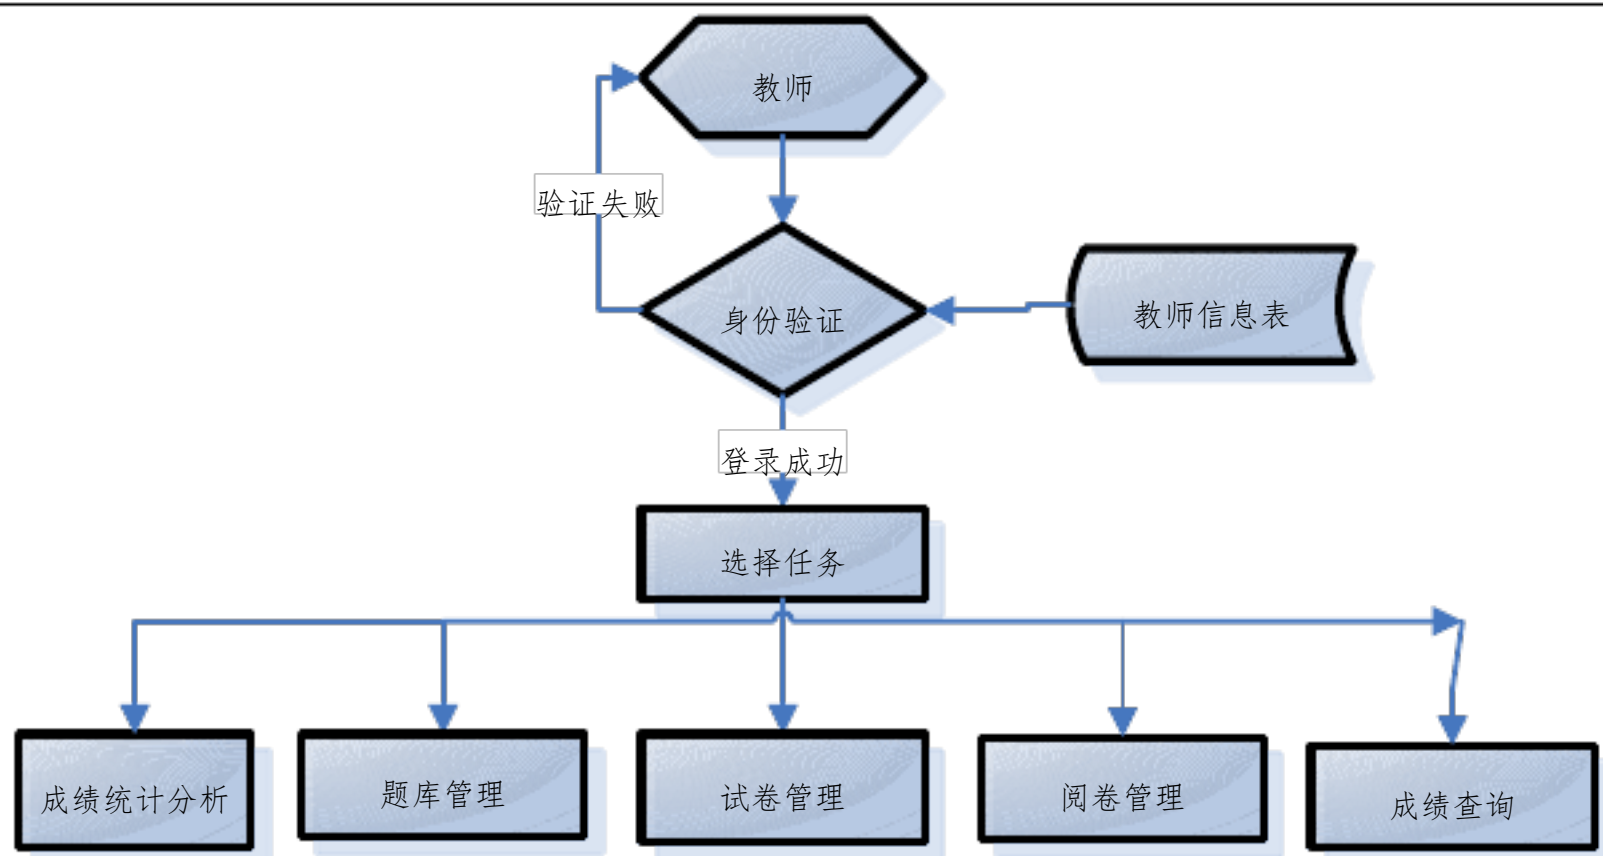 教师
验证失败
身份验证
教师信息表
登录成功
选择任务
成绩统计分析
题库管理
试卷管理
阅卷管理
成绩查询